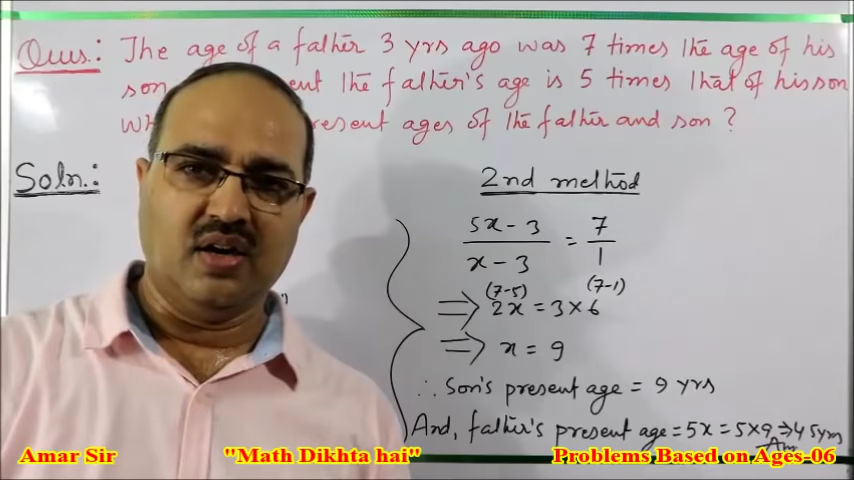 Ques.: The age of a father 3 yrs ago was 7 times the age of his
son present the father's age is 5 times that of his son
present ages of the father and son ?
Soln.:
2nd method
5x - 3 / x - 3 = 7 / 1
(7-5) (7-1)
⇒ 2x = 3 × 6
⇒ x = 9
∴ Son's present age = 9 yrs
And, father's present age = 5x = 5×9 ⇒ 45 yrs
Ans
Amar Sir "Math Dikhta hai" Problems Based on Ages-06